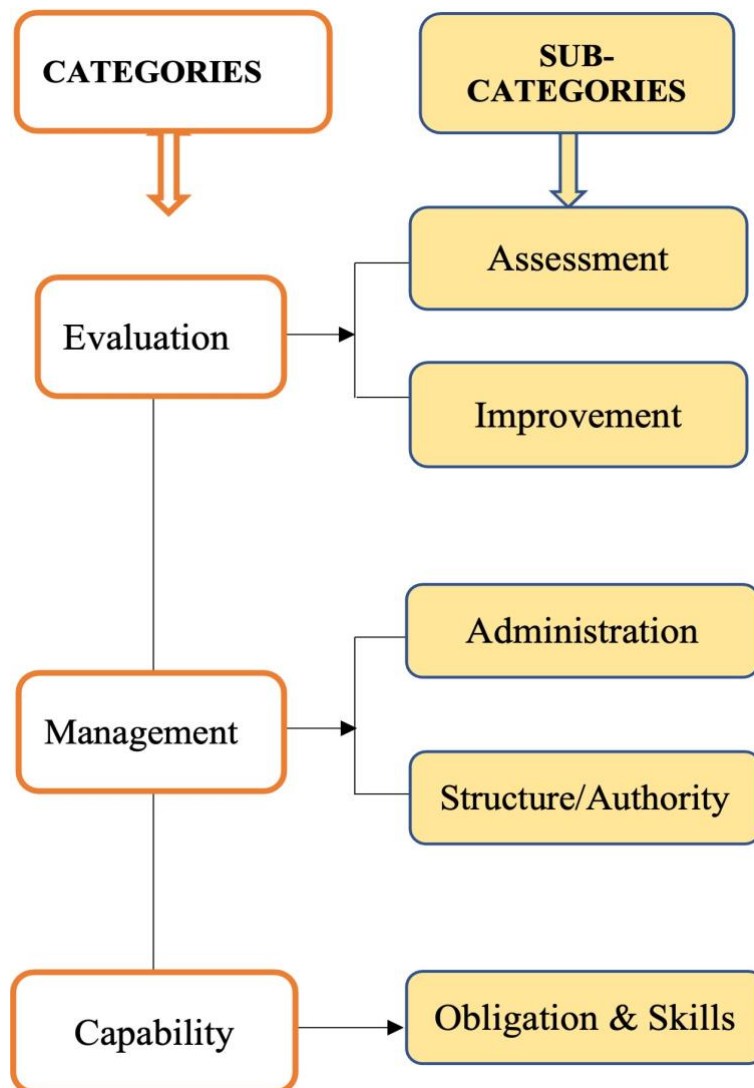 CATEGORIES
SUB-
CATEGORIES
Evaluation
Assessment
Improvement
Management
Administration
Structure/Authority
Capability
Obligation & Skills